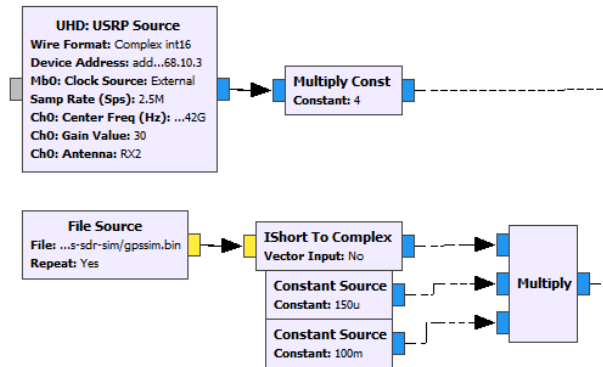 UHD: USRP Source
Wire Format: Complex int16
Device Address: add...68.10.3
Mb0: Clock Source: External
Samp Rate (Sps): 2.5M
Ch0: Center Freq (Hz): ...42G
Ch0: Gain Value: 30
Ch0: Antenna: RX2
Multiply Const
Constant: 4
File Source
File: ...s-sdr-sim/gpssim.bin
Repeat: Yes
IShort To Complex
Vector Input: No
Constant Source
Constant: 150u
Constant Source
Constant: 100m
Multiply